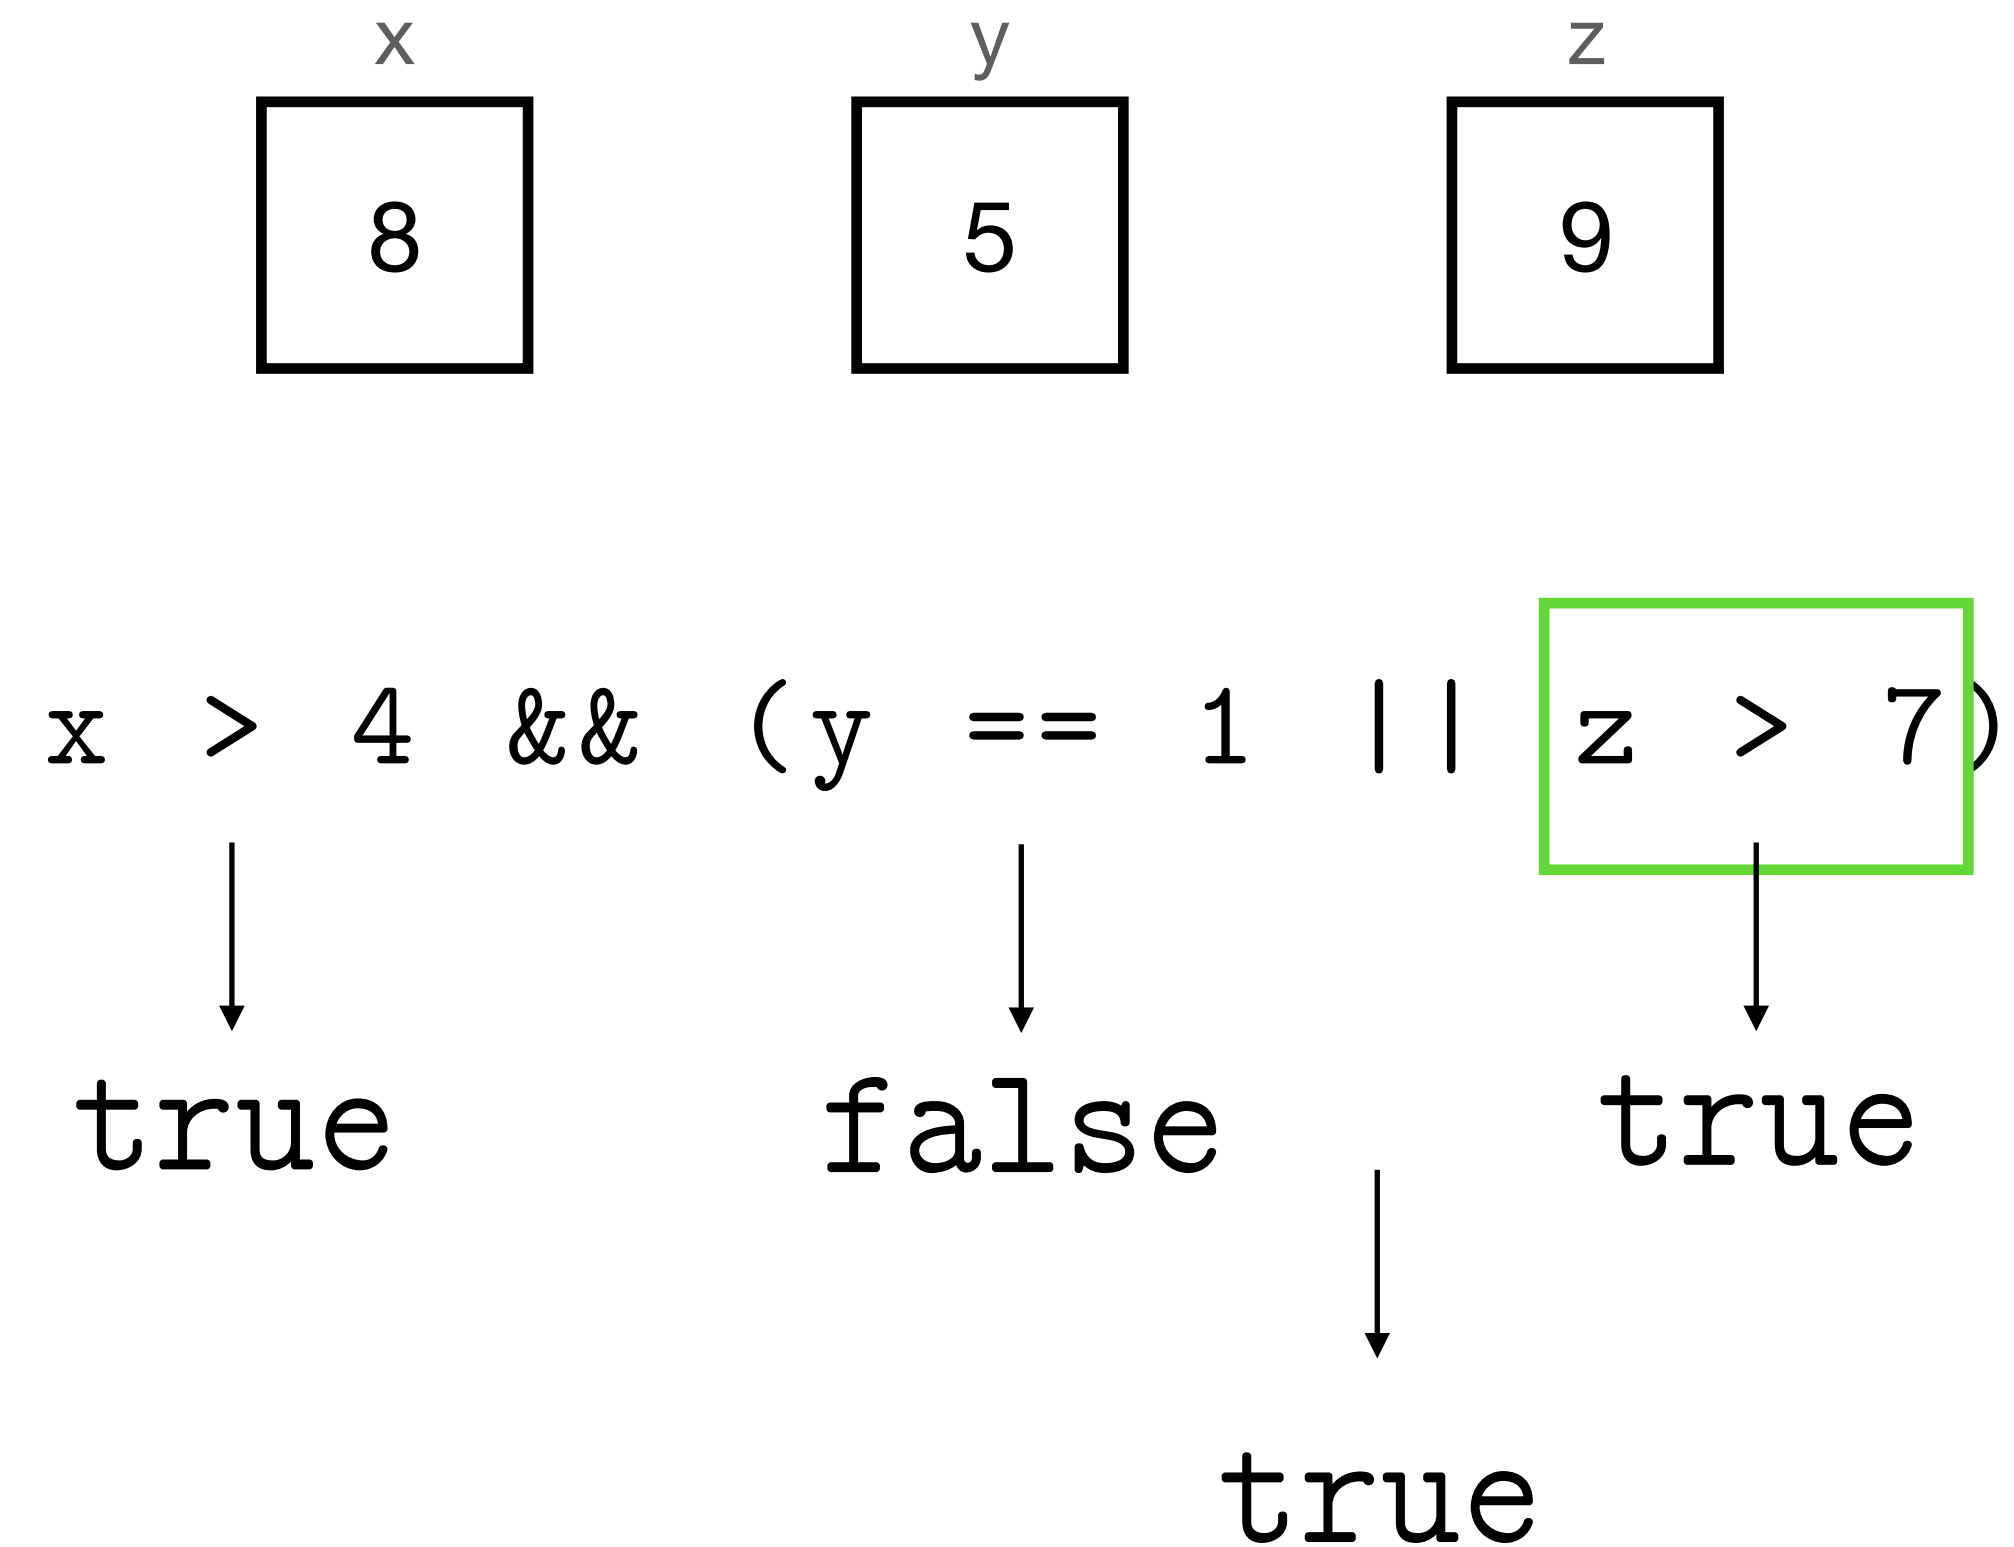 x y z
8 5 9
x > 4 && (y == 1 || z > 7)
true false true
true